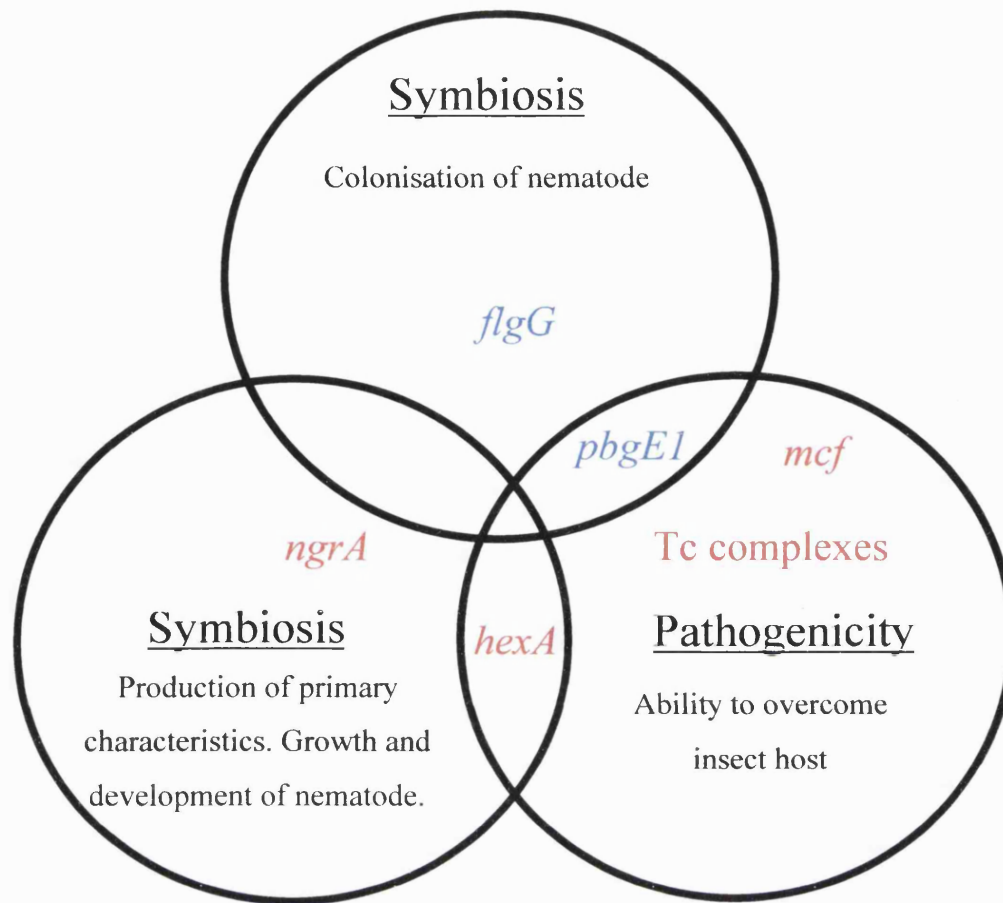 Symbiosis
Colonisation of nematode
flgG
pbgE1
mcf
ngrA
Tc complexes
Symbiosis
hexA
Pathogenicity
Production of primary
characteristics. Growth and
development of nematode.
Ability to overcome
insect host